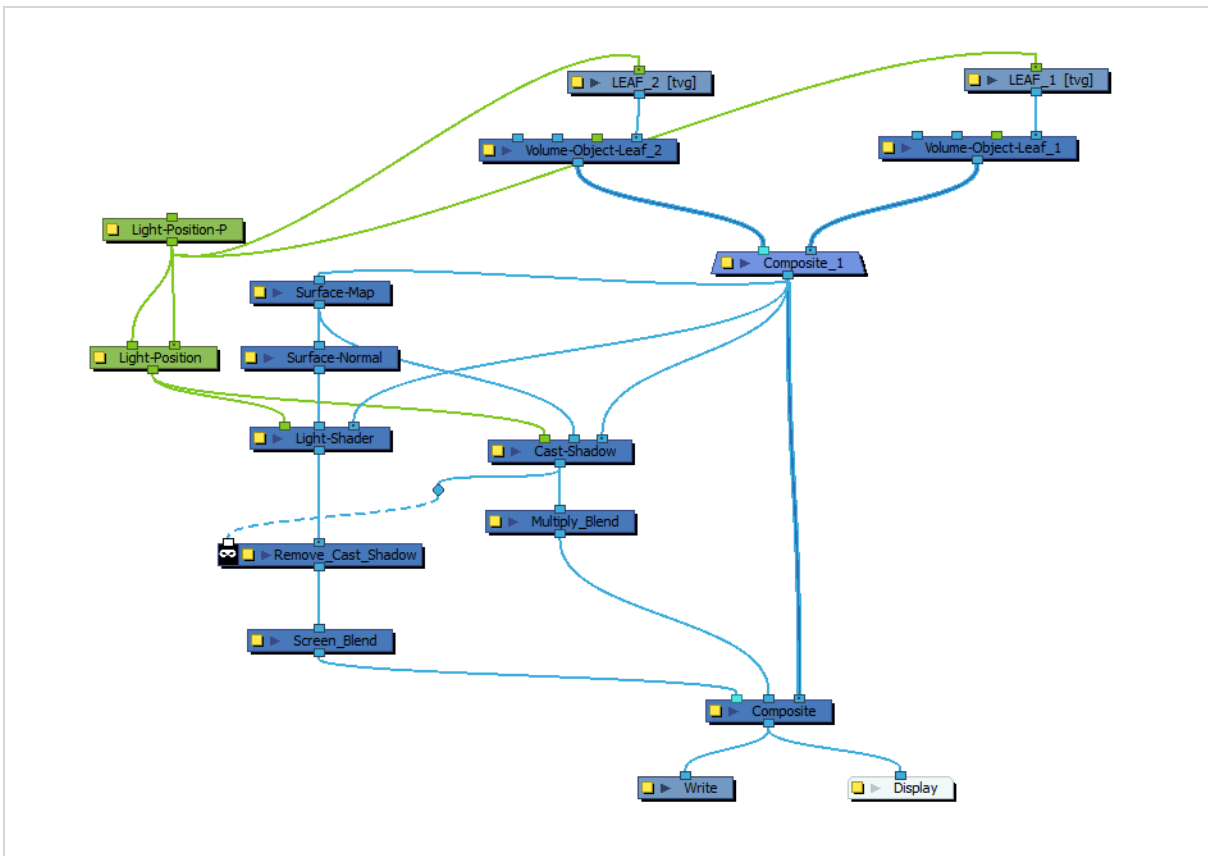 LEAF_2 [tvg]
LEAF_1 [tvg]
Volume-Object-Leaf_2
Volume-Object-Leaf_1
Light-Position-P
Composite_1
Surface-Map
Light-Position
Surface-Normal
Light-Shader
Cast-Shadow
Multiply_Blend
Remove_Cast_Shadow
Screen_Blend
Composite
Write
Display